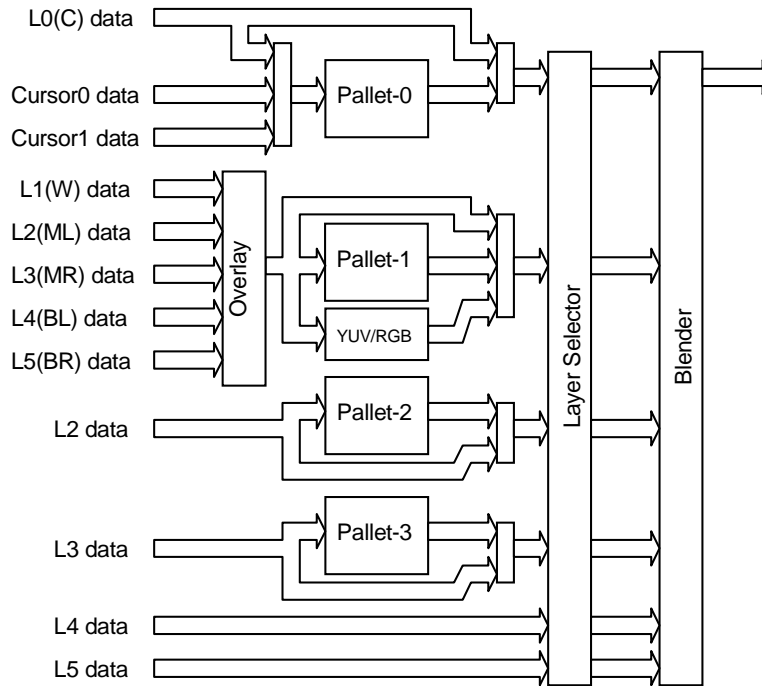 L0(C) data
Cursor0 data
Cursor1 data
Pallet-0
L1(W) data
L2(ML) data
L3(MR) data
L4(BL) data
L5(BR) data
Overlay
Pallet-1
YUV/RGB
L2 data
Pallet-2
L3 data
Pallet-3
L4 data
L5 data
Layer Selector
Blender